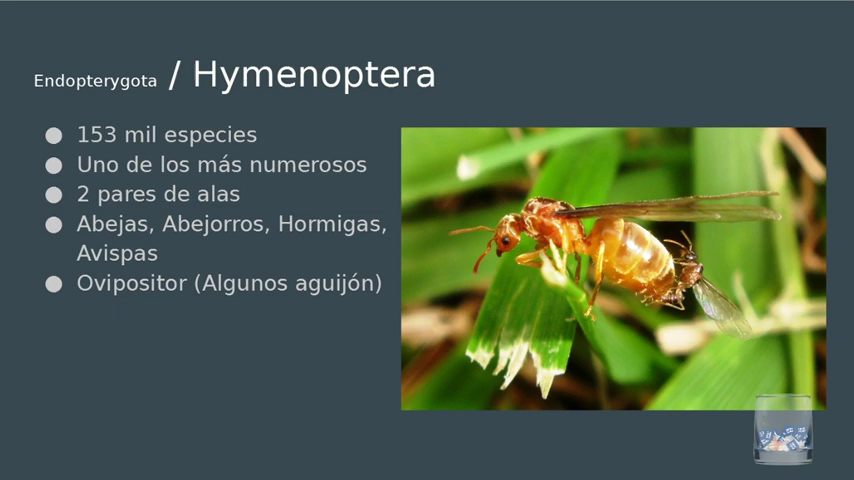 Endopterygota / Hymenoptera
● 153 mil especies
● Uno de los más numerosos
● 2 pares de alas
● Abejas, Abejorros, Hormigas,
Avispas
● Ovipositor (Algunos aguijón)